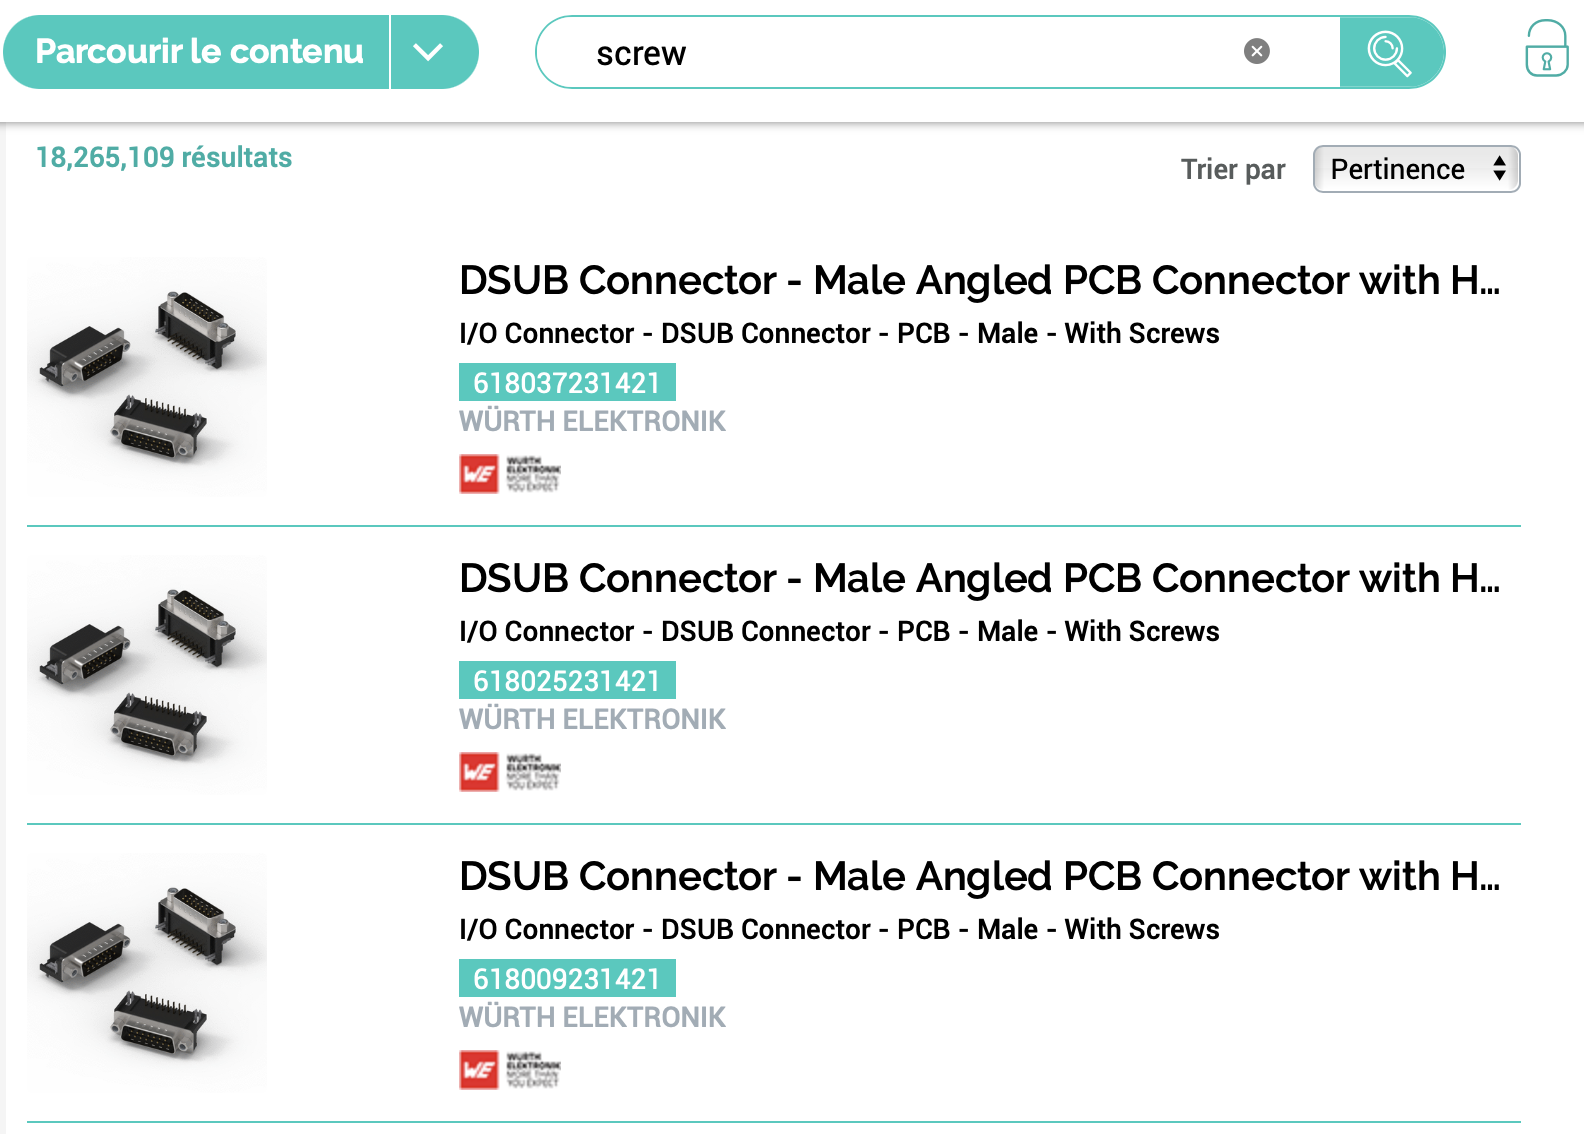 Parcourir le contenu
screw
18,265,109 résultats
Trier par
Pertinence
DSUB Connector - Male Angled PCB Connector with H...
I/O Connector - DSUB Connector - PCB - Male - With Screws
618037231421
WÜRTH ELEKTRONIK
WE
WURTH
ELEKTRONIK
MORE THAN
YOU EXPECT
DSUB Connector - Male Angled PCB Connector with H...
I/O Connector - DSUB Connector - PCB - Male - With Screws
618025231421
WÜRTH ELEKTRONIK
WE
WURTH
ELEKTRONIK
MORE THAN
YOU EXPECT
DSUB Connector - Male Angled PCB Connector with H...
I/O Connector - DSUB Connector - PCB - Male - With Screws
618009231421
WÜRTH ELEKTRONIK
WE
WURTH
ELEKTRONIK
MORE THAN
YOU EXPECT